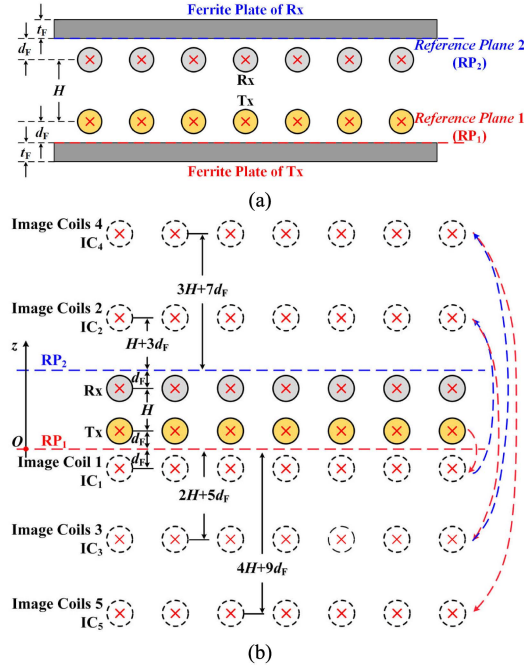 Ferrite Plate of Rx
tF
dF
Reference Plane 2
(RP2)
Rx
H
Tx
Reference Plane 1
(RP1)
dF
tF
Ferrite Plate of Tx
(a)
Image Coils 4
IC4
3H+7dF
Image Coils 2
IC2
H+3dF
z
RP2
dF
Rx
H
Tx
dF
O
RP1
dF
Image Coil 1
IC1
2H+5dF
Image Coils 3
IC3
4H+9dF
Image Coils 5
IC5
(b)